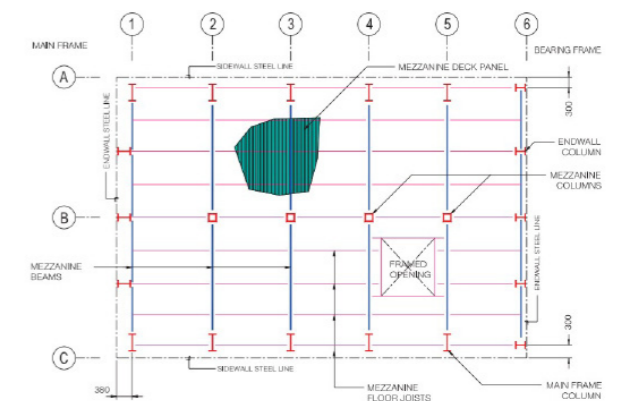 1
2
3
4
5
6
MAIN FRAME
BEARING FRAME
SIDEWALL STEEL LINE
MEZZANINE DECK PANEL
A
300
ENDWALL STEEL LINE
ENDWALL
COLUMN
MEZZANINE
COLUMNS
B
MEZZANINE
BEAMS
FRAMED
OPENING
ENDWALL STEEL LINE
300
C
SIDEWALL STEEL LINE
380
MEZZANINE
FLOOR JOISTS
MAIN FRAME
COLUMN